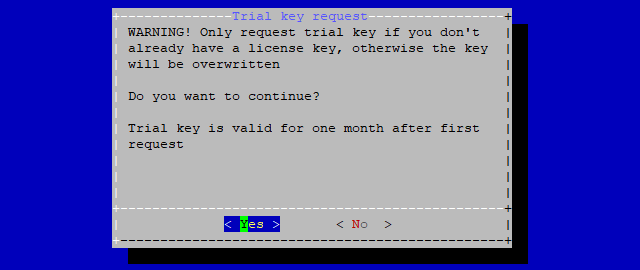 Trial key request
WARNING! Only request trial key if you don't
already have a license key, otherwise the key
will be overwritten
Do you want to continue?
Trial key is valid for one month after first
request
< Yes > < No >